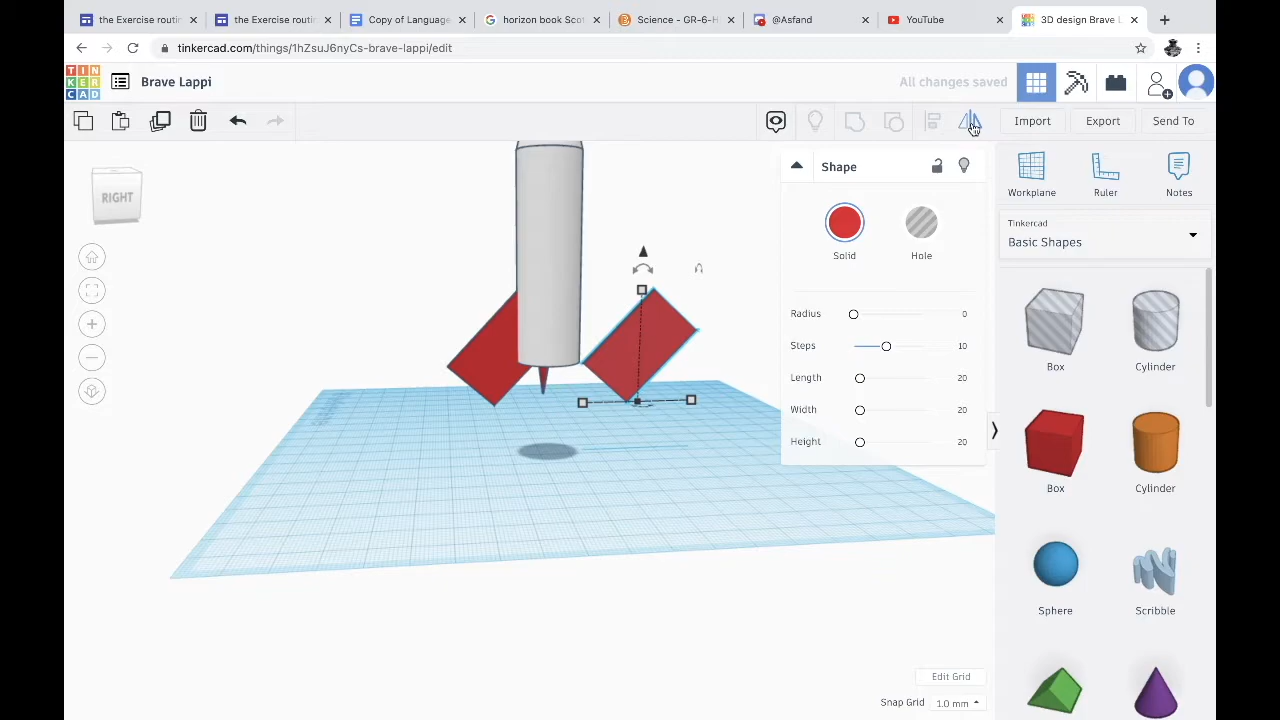 the Exercise routin
the Exercise routin
Copy of Language
horizon book Scot
Science - GR-6-H
@Asfand
YouTube
3D design Brave L
tinkercad.com/things/1hZsuJ6nyCs-brave-lappi/edit
TIN
KER
CAD
Brave Lappi
All changes saved
Import
Export
Send To
RIGHT
Shape
Solid
Hole
Radius 0
Steps 10
Length 20
Width 20
Height 20
Workplane
Ruler
Notes
Tinkercad
Basic Shapes
Box
Cylinder
Box
Cylinder
Sphere
Scribble
Edit Grid
Snap Grid 1.0 mm